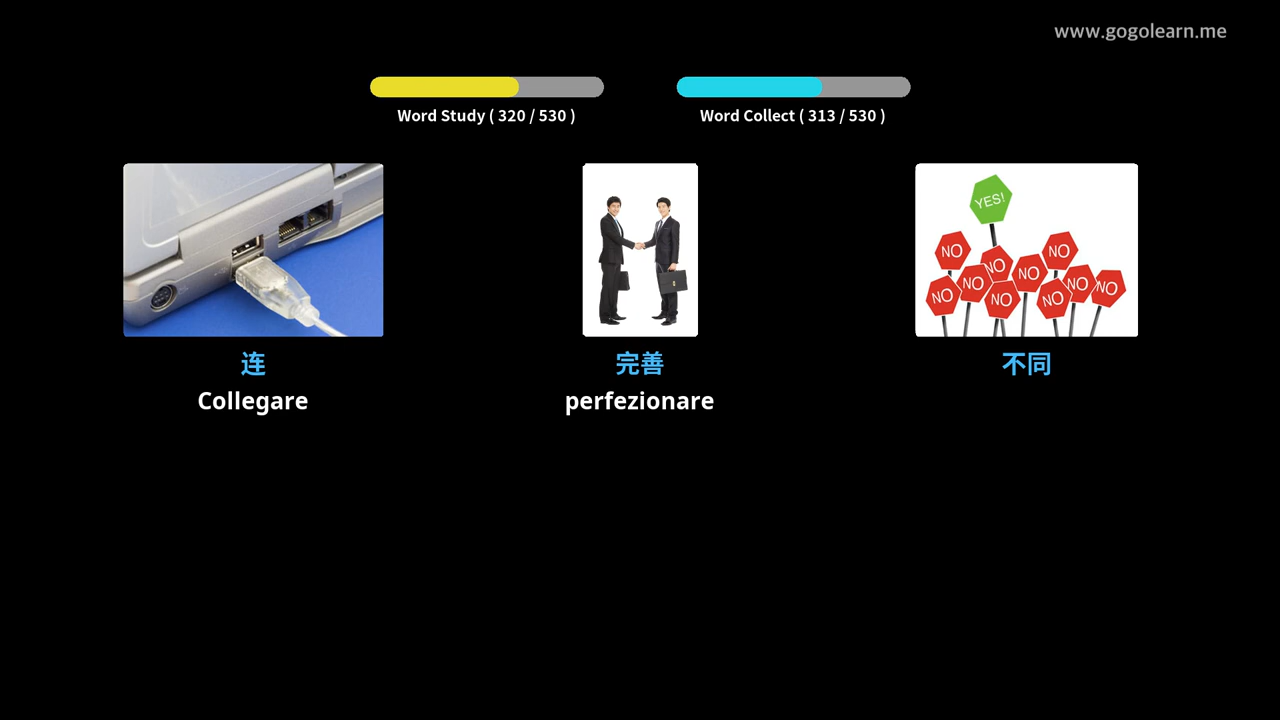 www.gogolearn.me
Word Study ( 320 / 530 )
Word Collect ( 313 / 530 )
YES!
NO
NO
NO
NO
NO
NO
NO
NO
NO
NO
连
完善
不同
Collegare
perfezionare